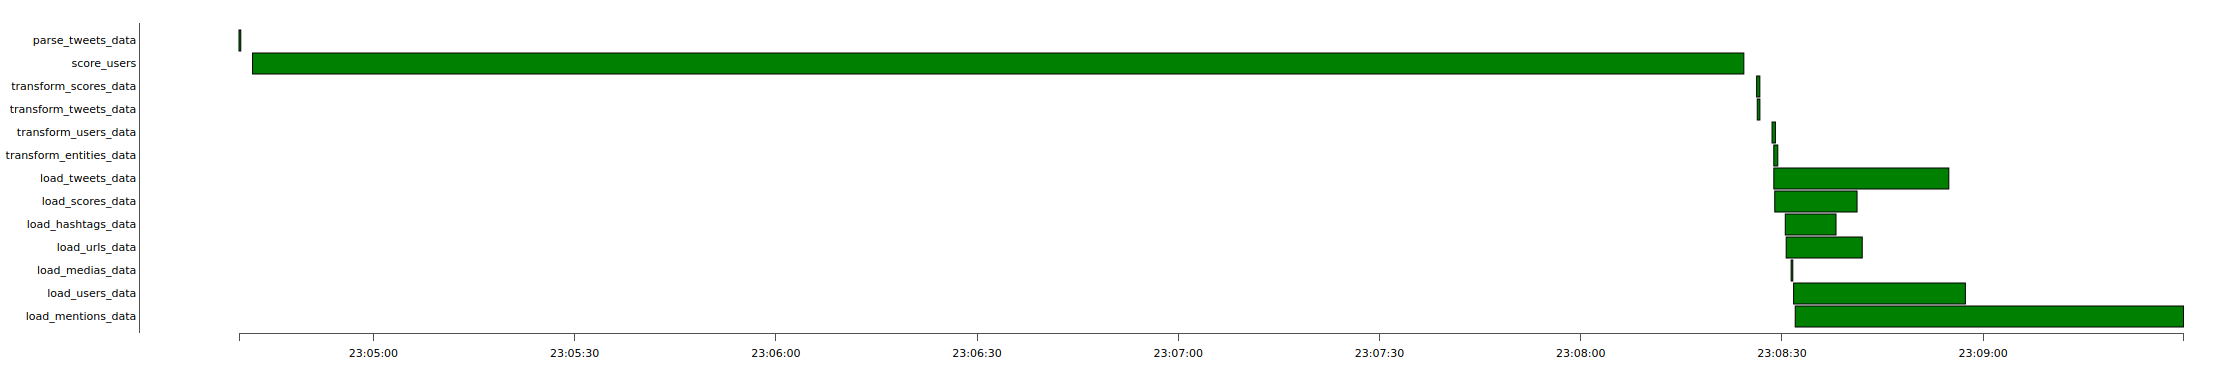 parse_tweets_data
score_users
transform_scores_data
transform_tweets_data
transform_users_data
transform_entities_data
load_tweets_data
load_scores_data
load_hashtags_data
load_urls_data
load_medias_data
load_users_data
load_mentions_data
23:05:00 23:05:30 23:06:00 23:06:30 23:07:00 23:07:30 23:08:00 23:08:30 23:09:00